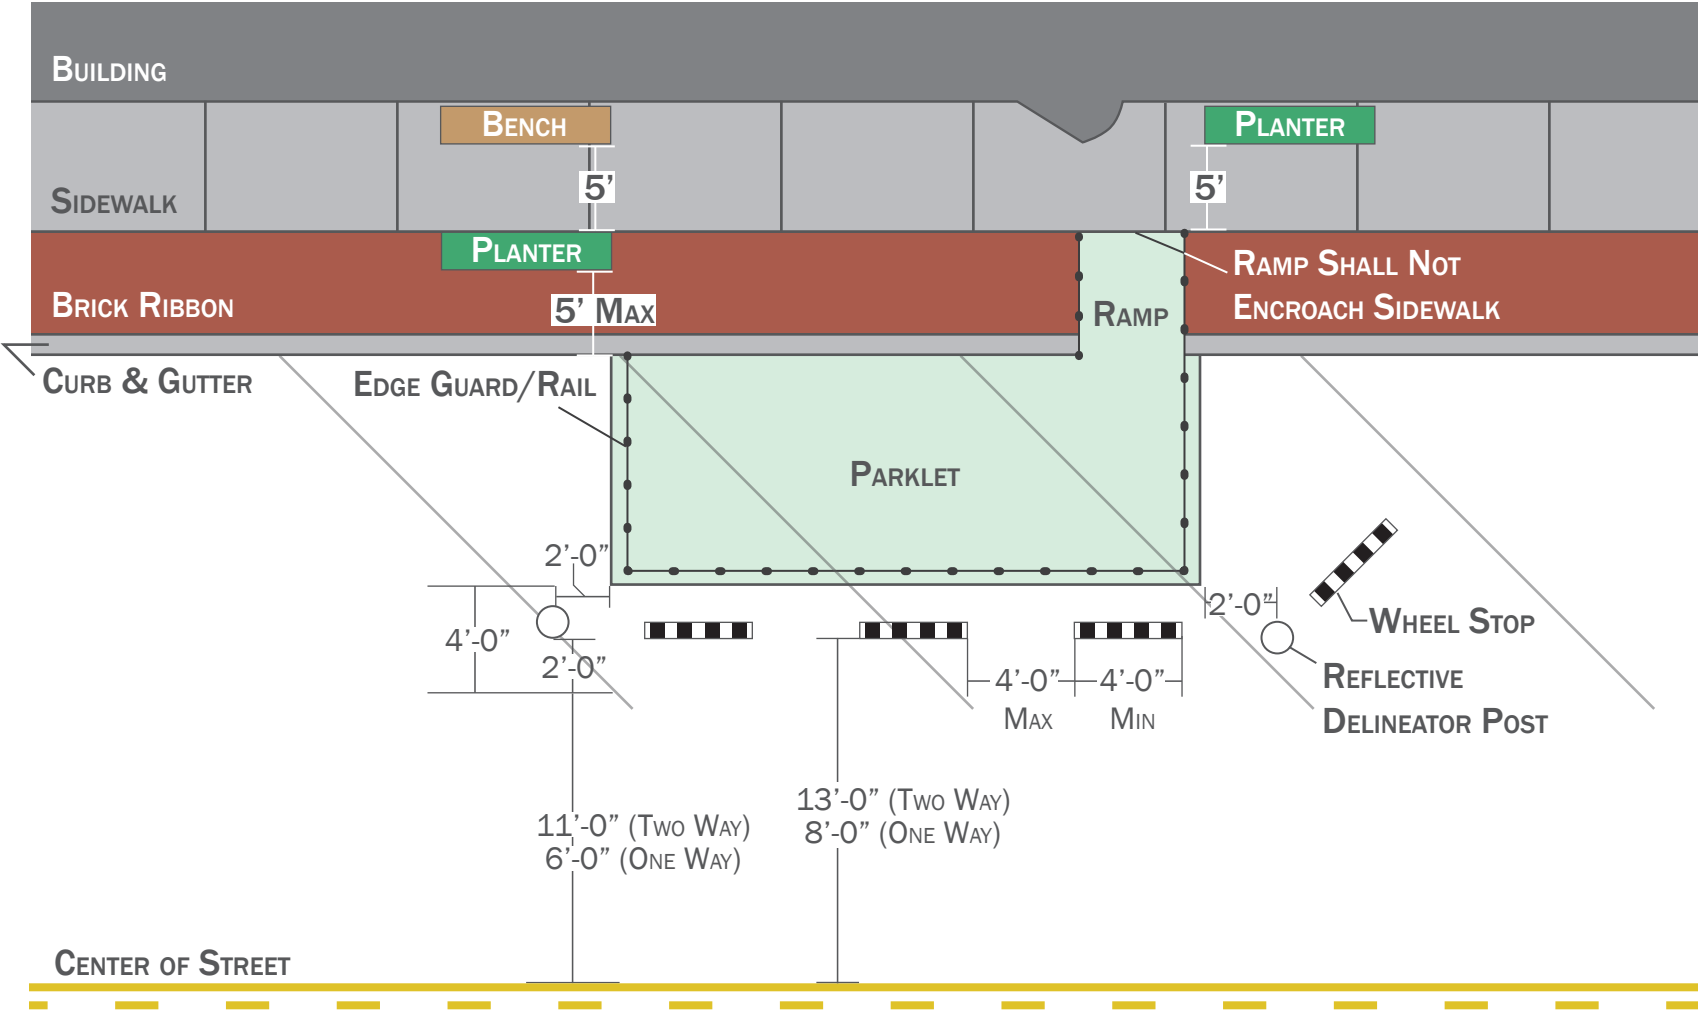 BUILDING
BENCH
PLANTER
5’
5’
SIDEWALK
PLANTER
RAMP SHALL NOT
ENCROACH SIDEWALK
BRICK RIBBON
5’ MAX
RAMP
CURB & GUTTER
EDGE GUARD/RAIL
PARKLET
2’-0”
2’-0”
4’-0”
2’-0”
WHEEL STOP
4’-0”
MAX
4’-0”
MIN
REFLECTIVE
DELINEATOR POST
13’-0” (TWO WAY)
8’-0” (ONE WAY)
11’-0” (TWO WAY)
6’-0” (ONE WAY)
CENTER OF STREET